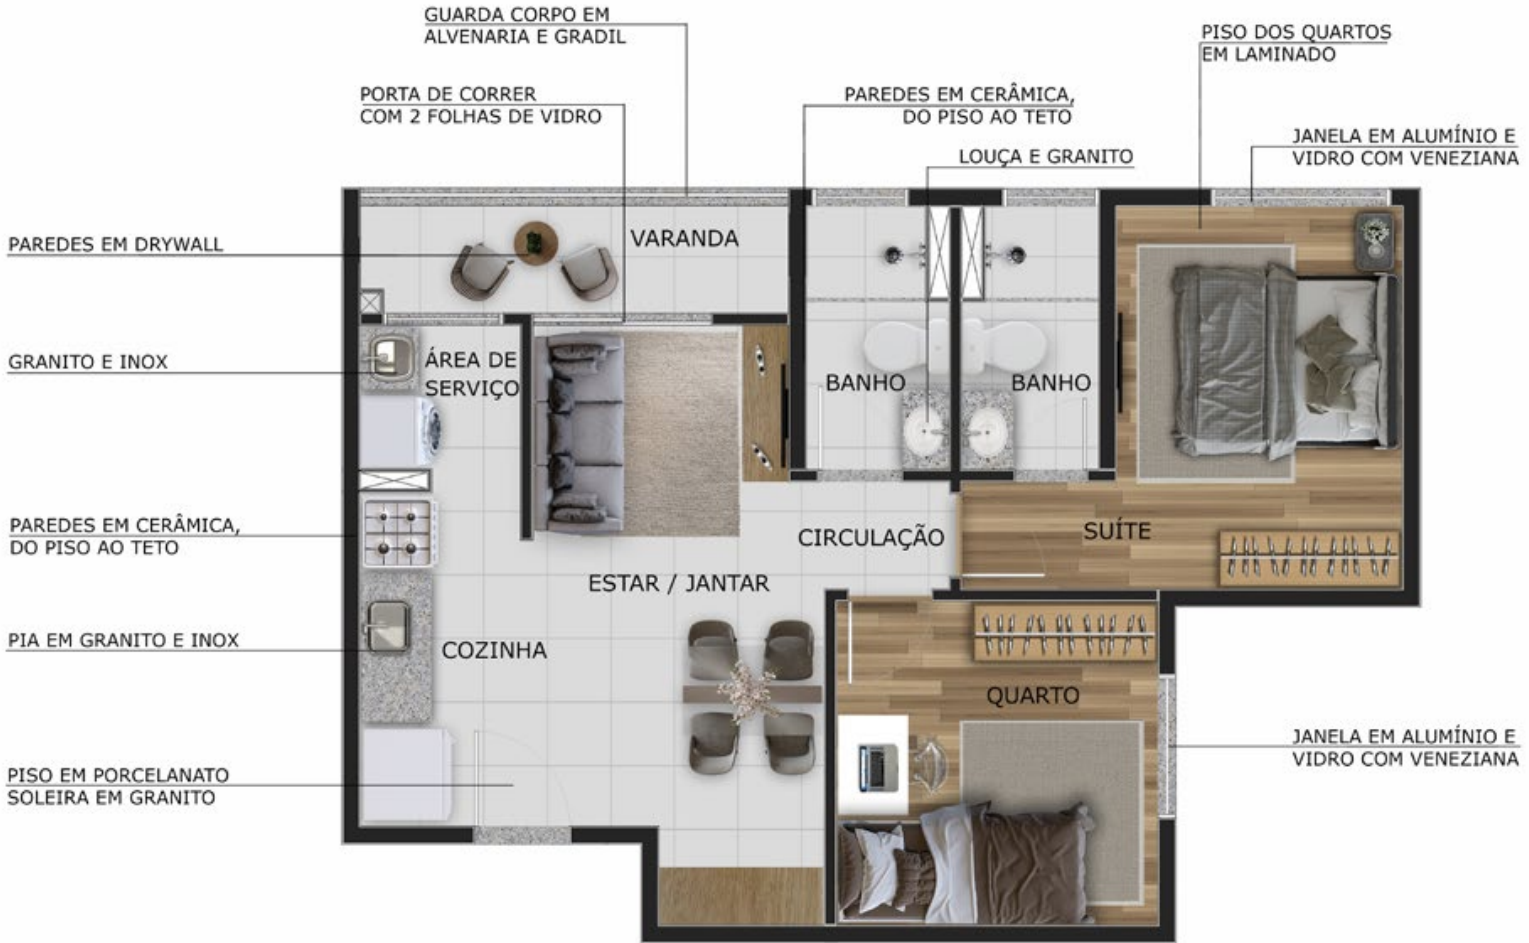 GUARDA CORPO EM
ALVENARIA E GRADIL
PISO DOS QUARTOS
EM LAMINADO
PORTA DE CORRER
COM 2 FOLHAS DE VIDRO
PAREDES EM CERÂMICA,
DO PISO AO TETO
LOUÇA E GRANITO
JANELA EM ALUMÍNIO E
VIDRO COM VENEZIANA
PAREDES EM DRYWALL
VARANDA
GRANITO E INOX
ÁREA DE
SERVIÇO
BANHO
BANHO
PAREDES EM CERÂMICA,
DO PISO AO TETO
CIRCULAÇÃO
SUÍTE
ESTAR / JANTAR
PIA EM GRANITO E INOX
COZINHA
QUARTO
JANELA EM ALUMÍNIO E
VIDRO COM VENEZIANA
PISO EM PORCELANATO
SOLEIRA EM GRANITO